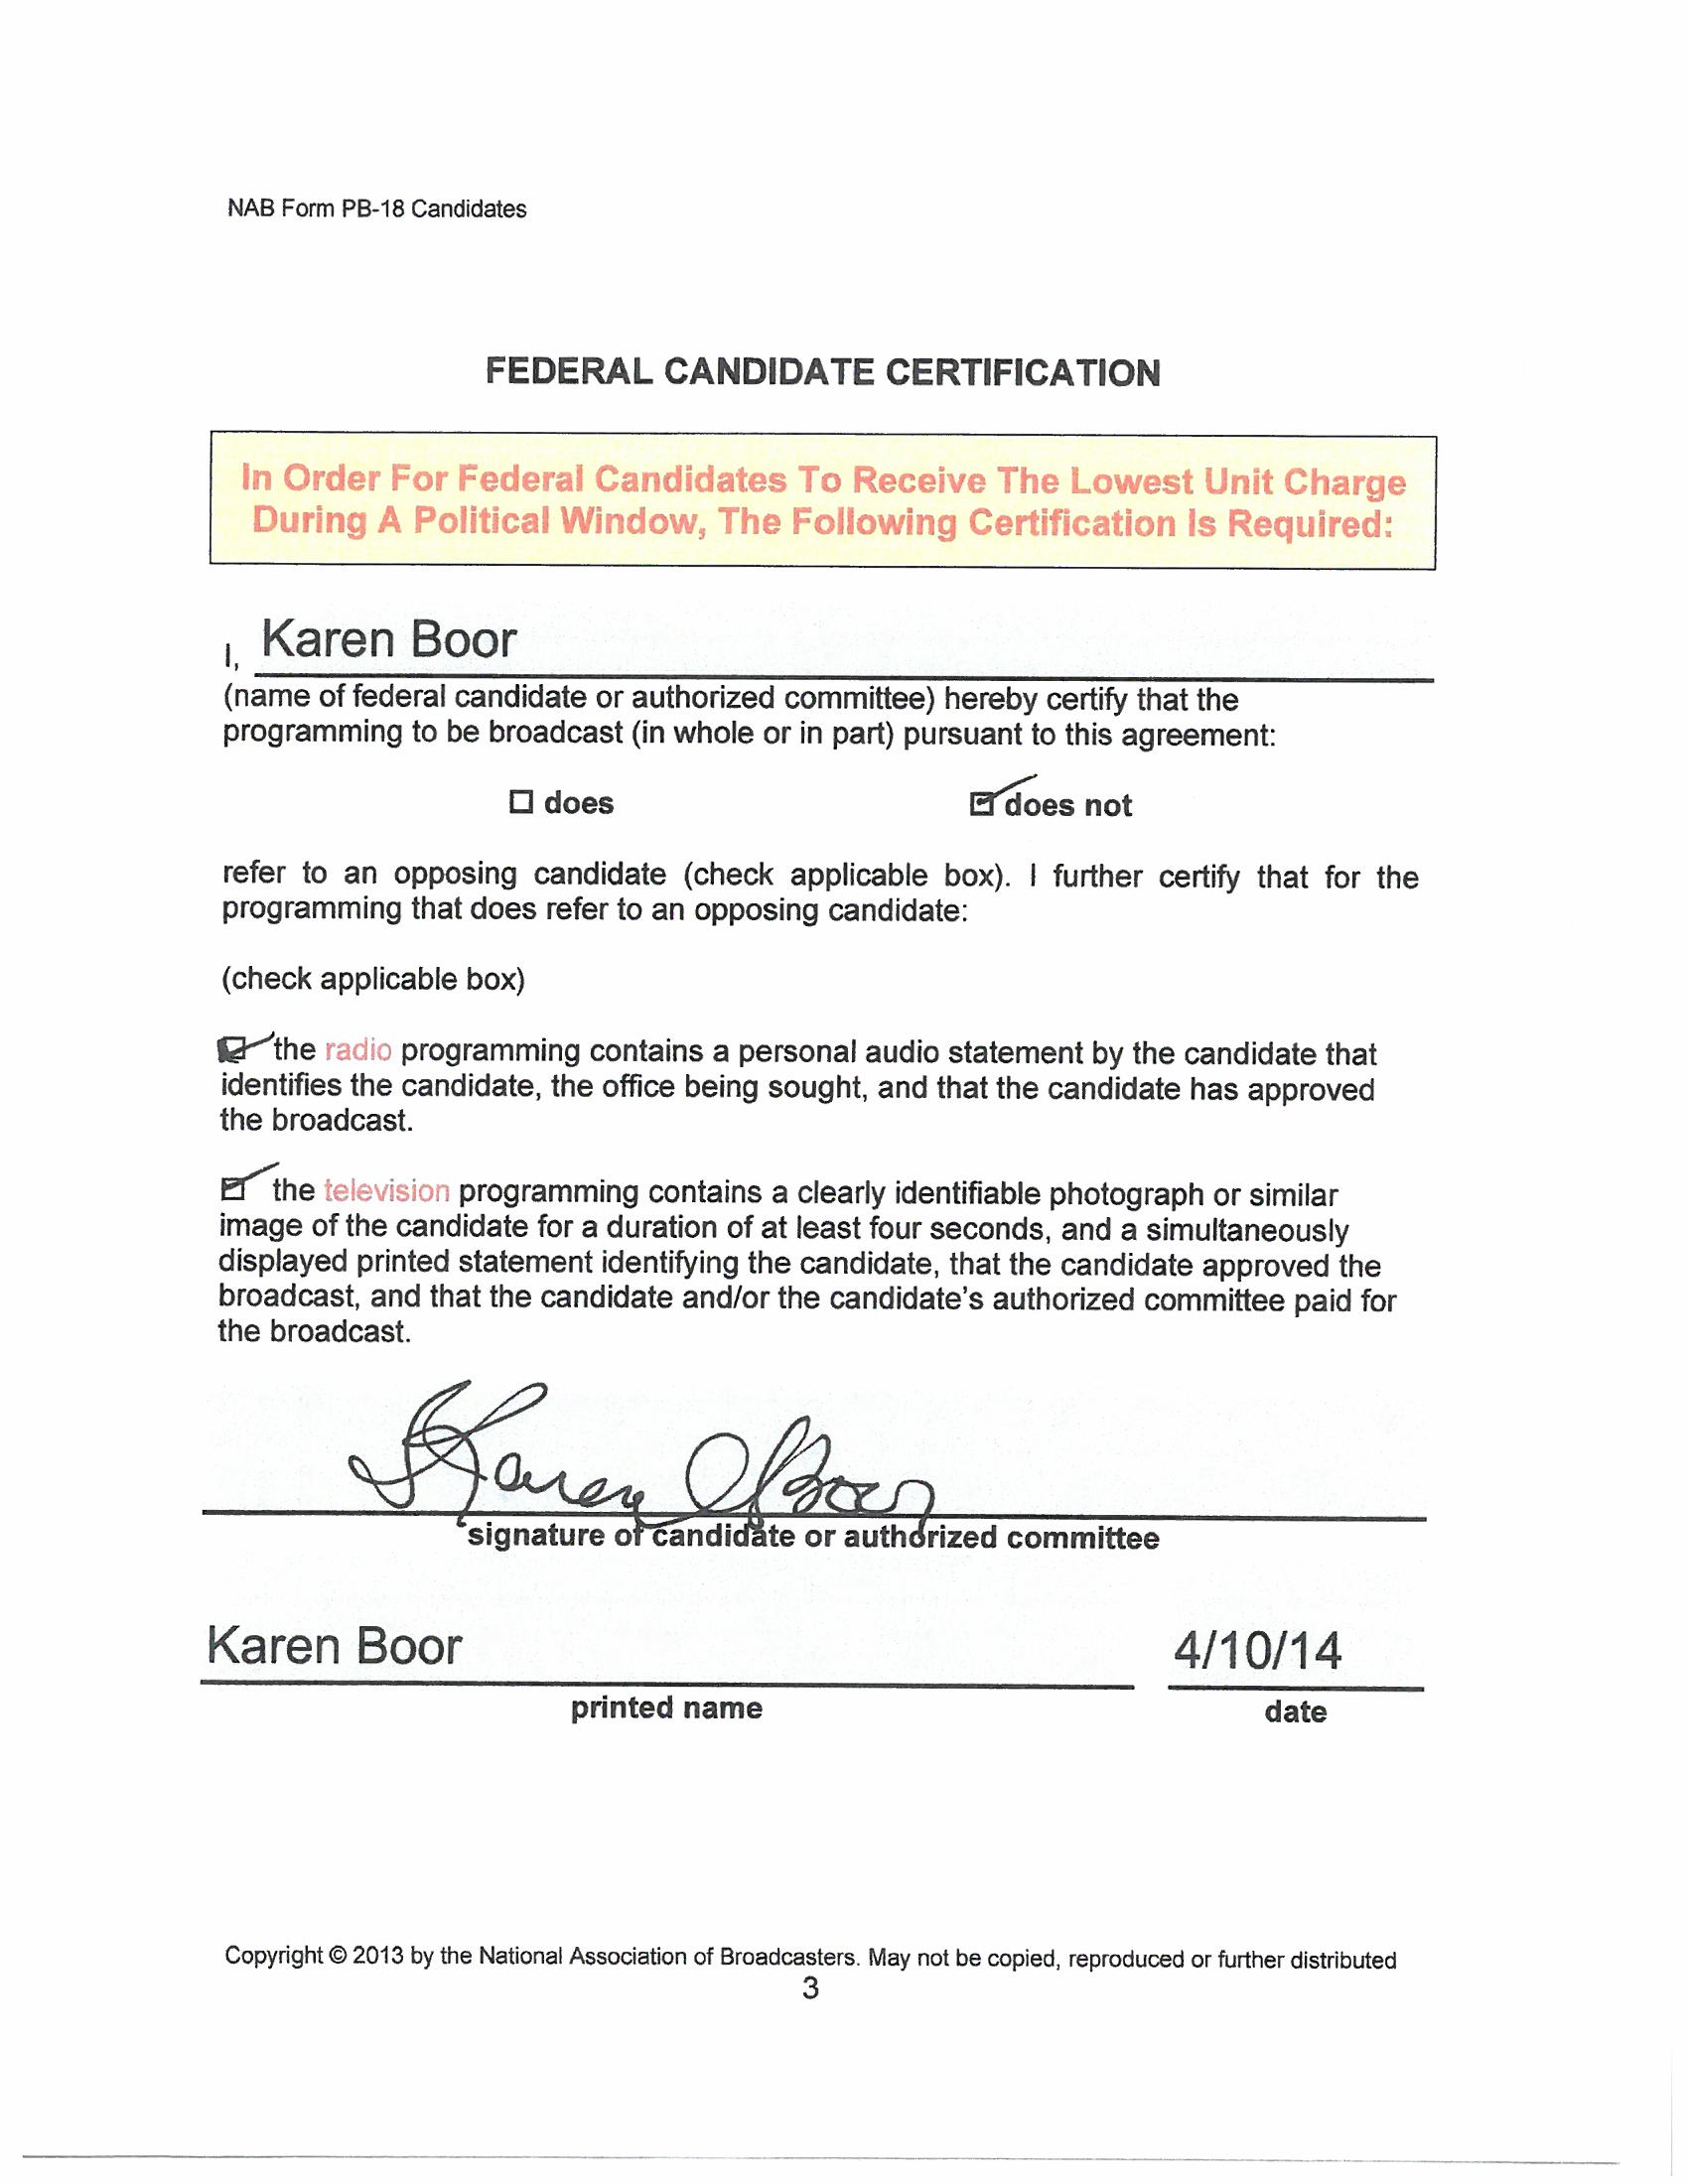 NAB Form PB-18 Candidates
FEDERAL CANDIDATE CERTIFICATION
In Order For Federal Candidates To Receive The Lowest Unit Charge
During A Political Window, The Following Certification Is Required:
I, Karen Boor
(name of federal candidate or authorized committee) hereby certify that the
programming to be broadcast (in whole or in part) pursuant to this agreement:
☐ does ☑ does not
refer to an opposing candidate (check applicable box). I further certify that for the
programming that does refer to an opposing candidate:
(check applicable box)
☑ the radio programming contains a personal audio statement by the candidate that
identifies the candidate, the office being sought, and that the candidate has approved
the broadcast.
☑ the television programming contains a clearly identifiable photograph or similar
image of the candidate for a duration of at least four seconds, and a simultaneously
displayed printed statement identifying the candidate, that the candidate approved the
broadcast, and that the candidate and/or the candidate's authorized committee paid for
the broadcast.
Karen Boor
signature of candidate or authorized committee
Karen Boor 4/10/14
printed name date
Copyright © 2013 by the National Association of Broadcasters. May not be copied, reproduced or further distributed
3